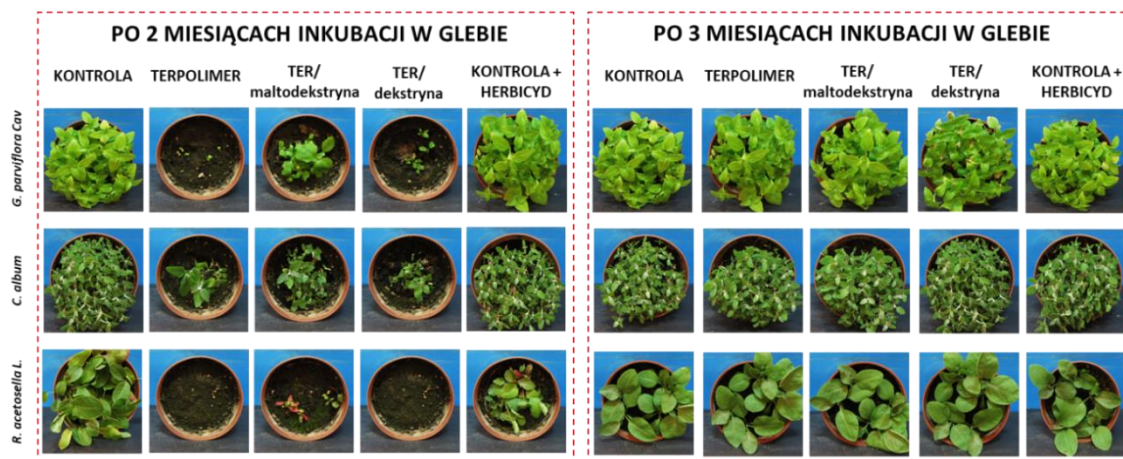 PO 2 MIESIĄCACH INKUBACJI W GLEBIE
KONTROLA
TERPOLIMER
TER/
maltodekstryna
TER/
dekstryna
KONTROLA +
HERBICYD
PO 3 MIESIĄCACH INKUBACJI W GLEBIE
KONTROLA
TERPOLIMER
TER/
maltodekstryna
TER/
dekstryna
KONTROLA +
HERBICYD
G. parviflora Cav
C. album
R. acetosella L.